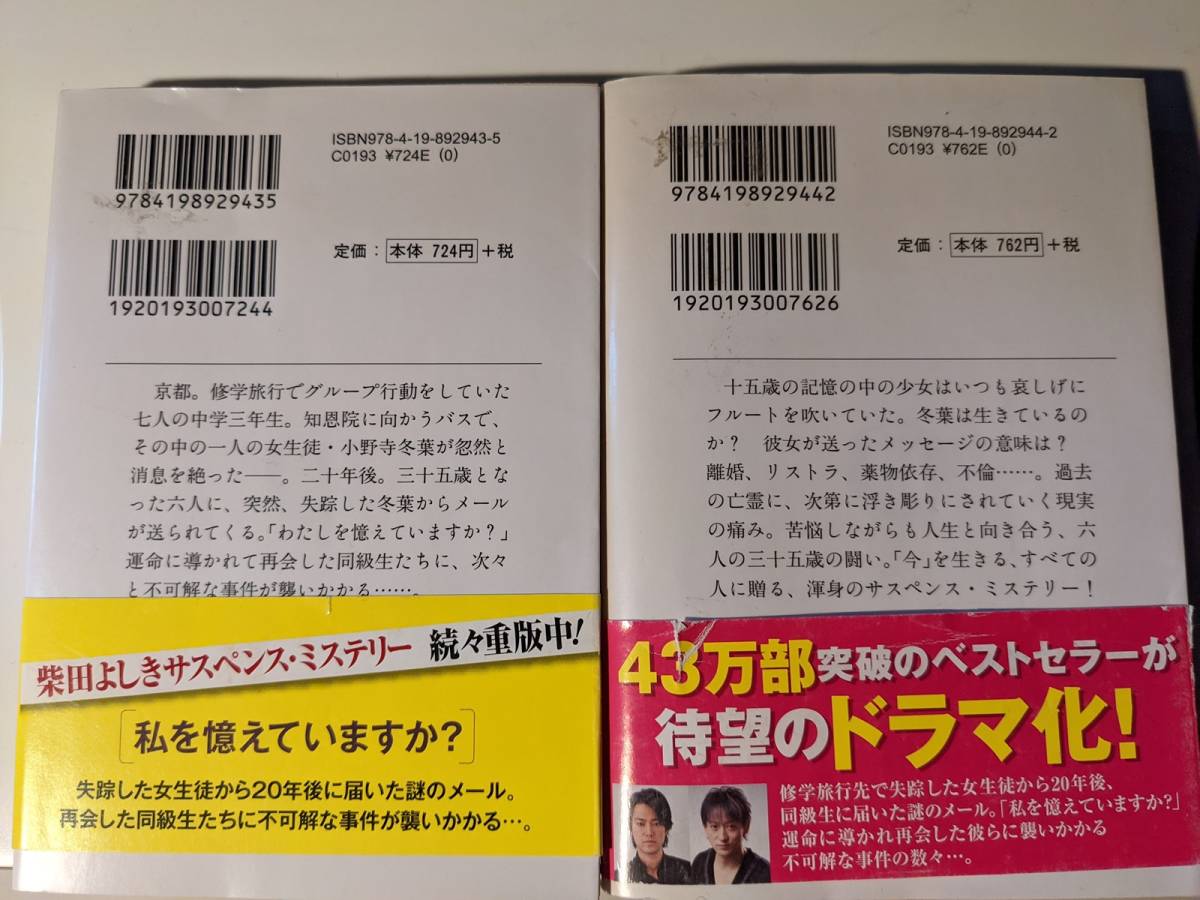 ISBN978-4-19-892943-5
C0193 ¥724E (0)
9784198929435
定価：本体 724円＋税
1920193007244
京都。修学旅行でグループ行動をしていた
七人の中学三年生。知恩院に向かうバスで、
その中の一人の女生徒・小野寺冬葉が忽然と
消息を絶った――。二十年後。三十五歳とな
った六人に、突然、失踪した冬葉からメール
が送られてくる。「わたしを憶えていますか？」
運命に導かれて再会した同級生たちに、次々
と不可解な事件が襲いかかる……。
柴田よしきサスペンス・ミステリー 続々重版中！
［私を憶えていますか？］
失踪した女生徒から20年後に届いた謎のメール。
再会した同級生たちに不可解な事件が襲いかかる…。
ISBN978-4-19-892944-2
C0193 ¥762E (0)
9784198929442
定価：本体 762円＋税
1920193007626
十五歳の記憶の中の少女はいつも哀しげに
フルートを吹いていた。冬葉は生きているの
か？　彼女が送ったメッセージの意味は？
離婚、リストラ、薬物依存、不倫……。過去
の亡霊に、次第に浮き彫りにされていく現実
の痛み。苦悩しながらも人生と向き合う、六
人の三十五歳の闘い。「今」を生きる、すべての
人に贈る、渾身のサスペンス・ミステリー！
43万部突破のベストセラーが
待望のドラマ化！
修学旅行先で失踪した女生徒から20年後、
同級生に届いた謎のメール。「私を憶えていますか？」
運命に導かれ再会した彼らに襲いかかる
不可解な事件の数々…。